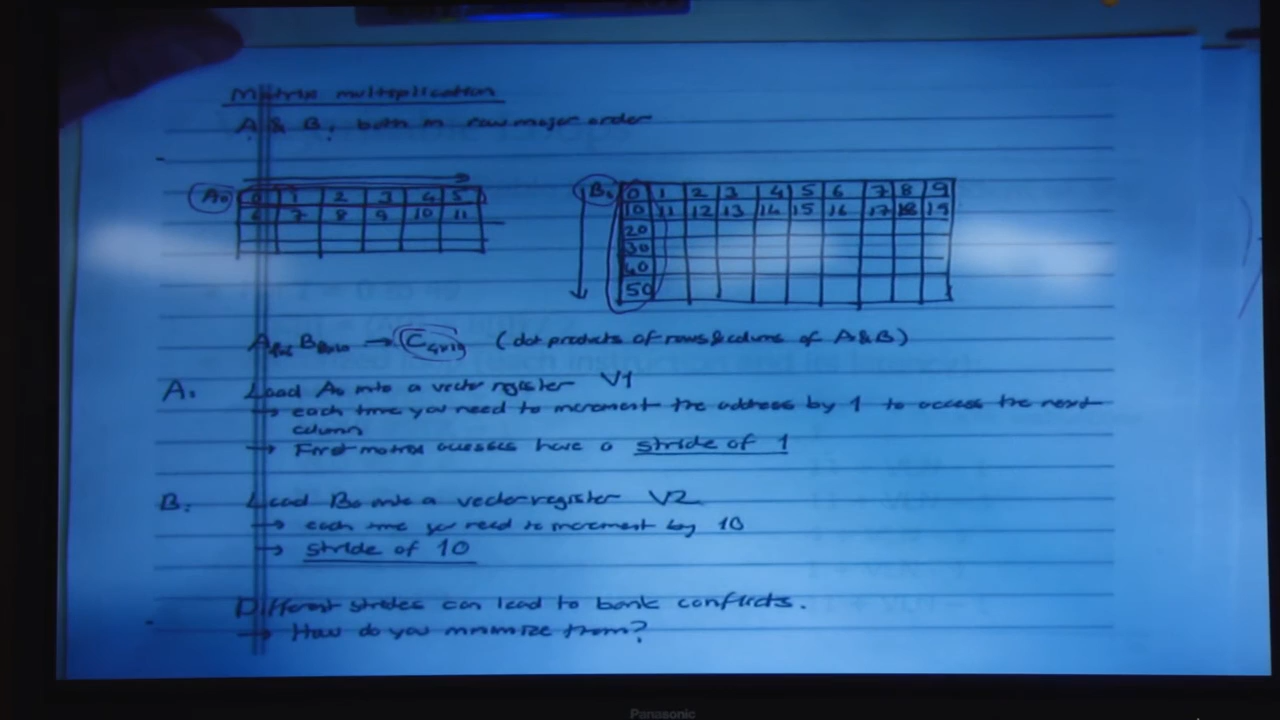 Matrix multiplication
A & B, both in row major order
A0 0 1 2 3 4 5
6 7 8 9 10 11
B0 0 1 2 3 4 5 6 7 8 9
10 11 12 13 14 15 16 17 18 19
20
30
40
50
A4x6 B6x10 → C4x10 (dot products of rows & colums of A & B)
A: Load A0 into a vector register V1
→ each time you need to increment the address by 1 to access the next
column
→ First matrix accesses have a stride of 1
B: Load B0 into a vector register V2
→ each time you need to increment by 10
→ stride of 10
Different strides can lead to bank conflicts.
→ How do you minimize them?
Panasonic